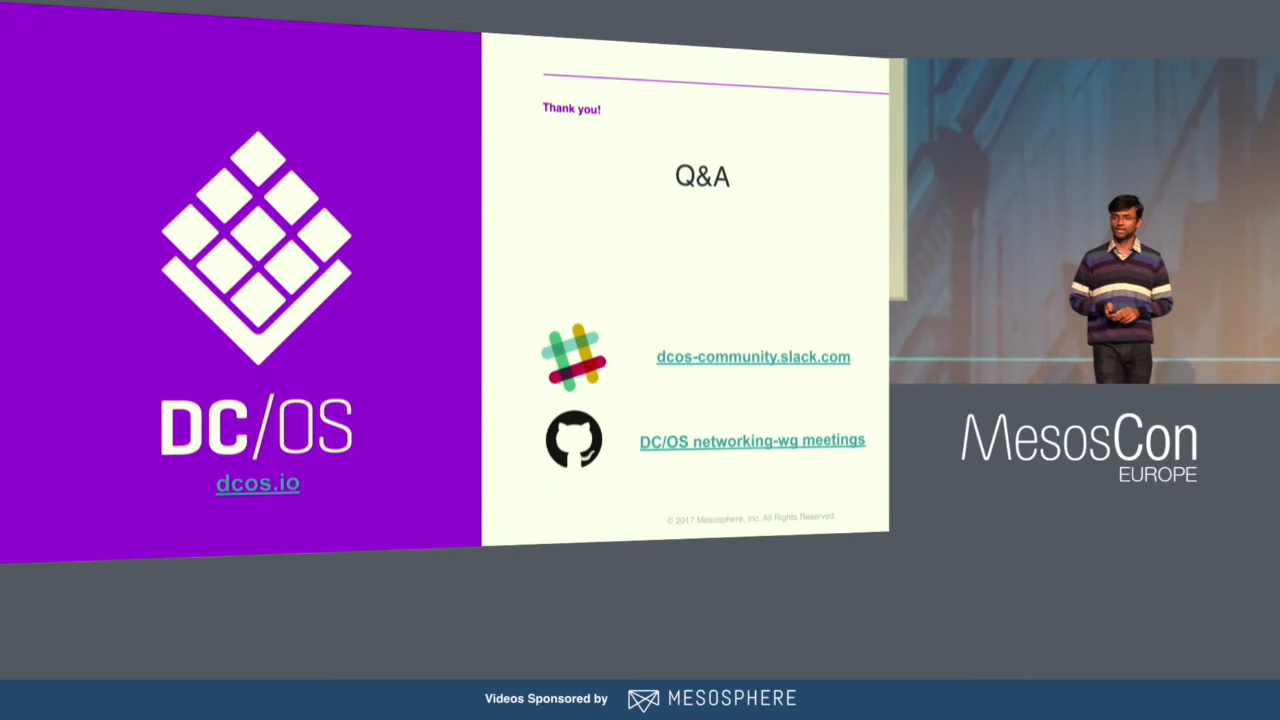 DC/OS
dcos.io
Thank you!
Q&A
dcos-community.slack.com
DC/OS networking-wg meetings
© 2017 Mesosphere, Inc. All Rights Reserved.
MesosCon
EUROPE
Videos Sponsored by MESOSPHERE